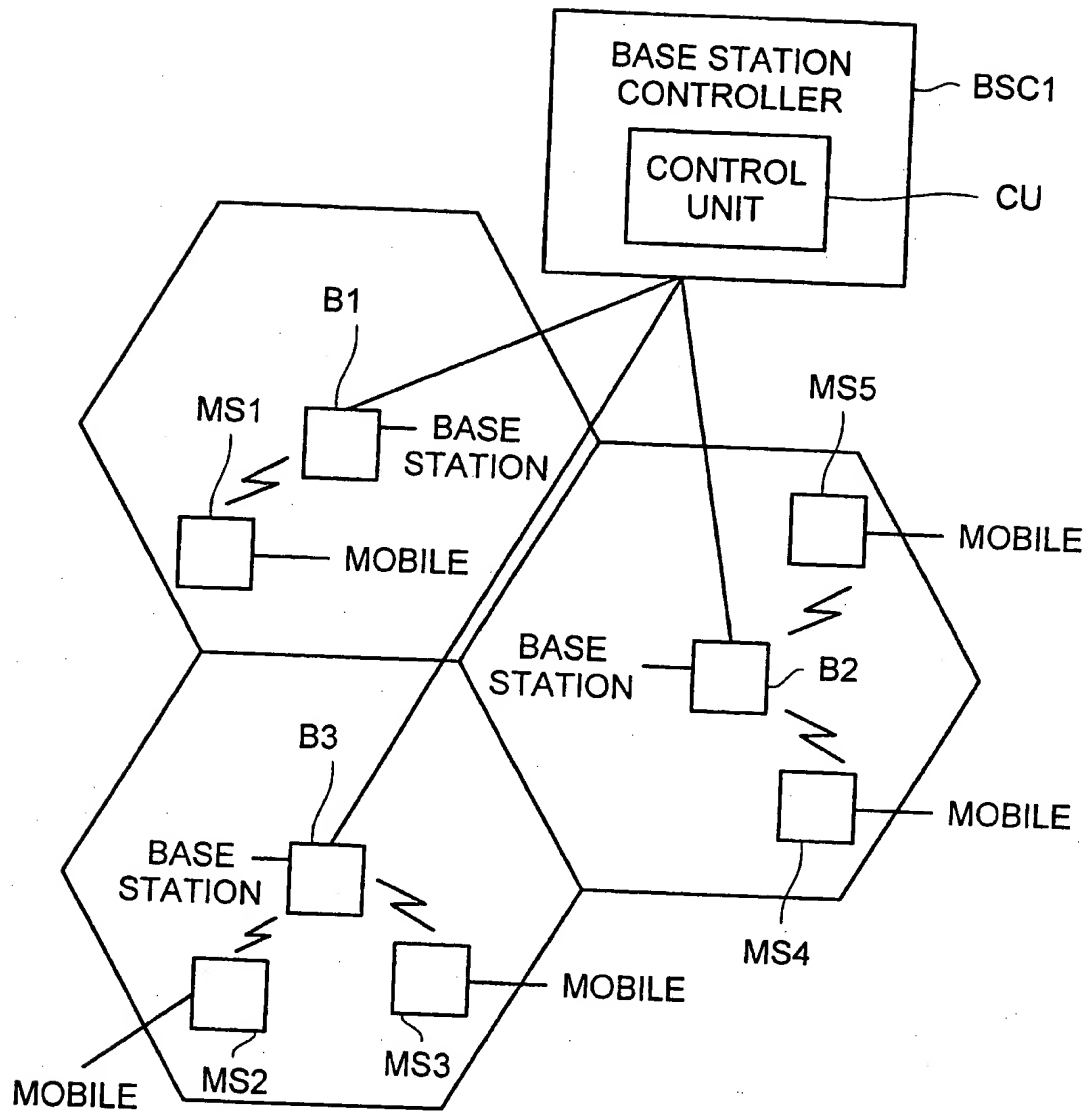 BASE STATION
CONTROLLER
BSC1
CONTROL
UNIT
CU
B1
MS1
BASE
STATION
MOBILE
MS5
MOBILE
BASE
STATION
B2
MOBILE
MS4
B3
BASE
STATION
MOBILE
MS3
MS2
MOBILE